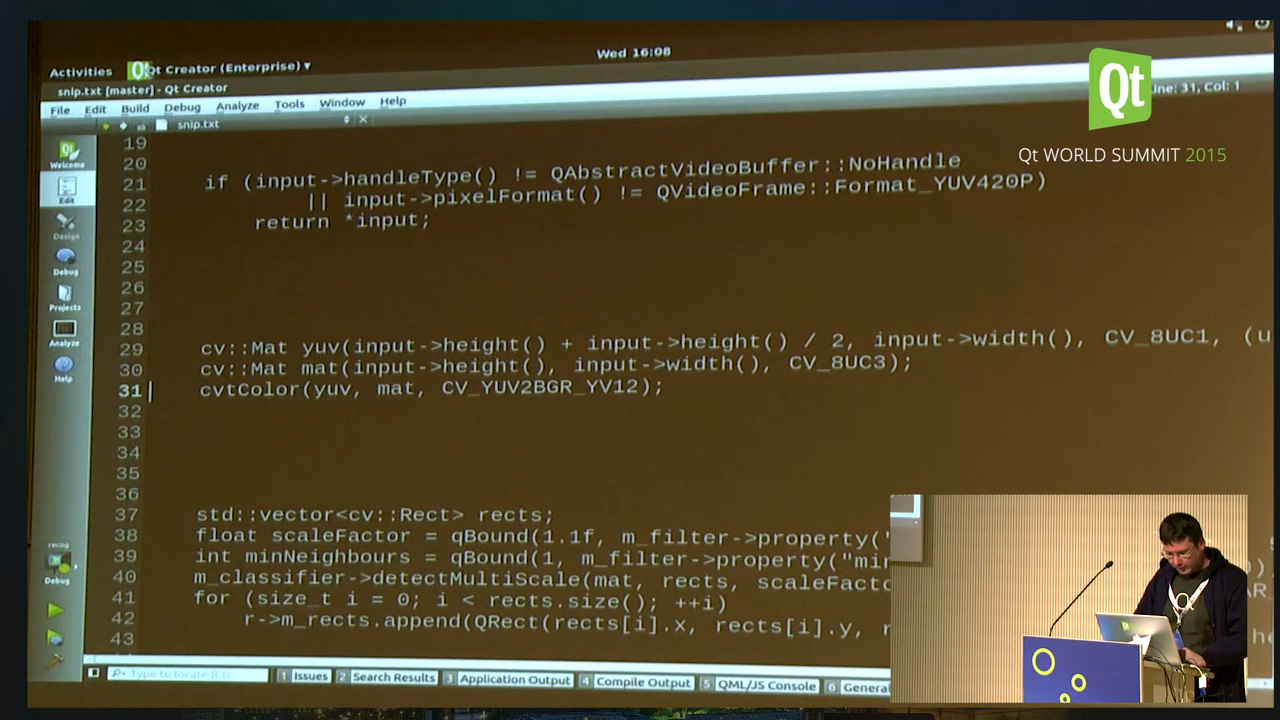 Wed 16:08
Activities
Qt Creator (Enterprise) ▾
snip.txt [master] - Qt Creator
Line: 31, Col: 1
File Edit Build Debug Analyze Tools Window Help
snip.txt
Qt
Qt WORLD SUMMIT 2015
Welcome
Edit
Design
Debug
Projects
Analyze
Help
recog
Debug
19
20
21 if (input->handleType() != QAbstractVideoBuffer::NoHandle
22 || input->pixelFormat() != QVideoFrame::Format_YUV420P)
23 return *input;
24
25
26
27
28
29 cv::Mat yuv(input->height() + input->height() / 2, input->width(), CV_8UC1, (u
30 cv::Mat mat(input->height(), input->width(), CV_8UC3);
31 cvtColor(yuv, mat, CV_YUV2BGR_YV12);
32
33
34
35
36
37 std::vector<cv::Rect> rects;
38 float scaleFactor = qBound(1.1f, m_filter->property("
39 int minNeighbours = qBound(1, m_filter->property("min
40 m_classifier->detectMultiScale(mat, rects, scaleFacto
41 for (size_t i = 0; i < rects.size(); ++i)
42 r->m_rects.append(QRect(rects[i].x, rects[i].y, r
43
Type to locate (Ctr
1 Issues 2 Search Results 3 Application Output 4 Compile Output 5 QML/JS Console 6 General